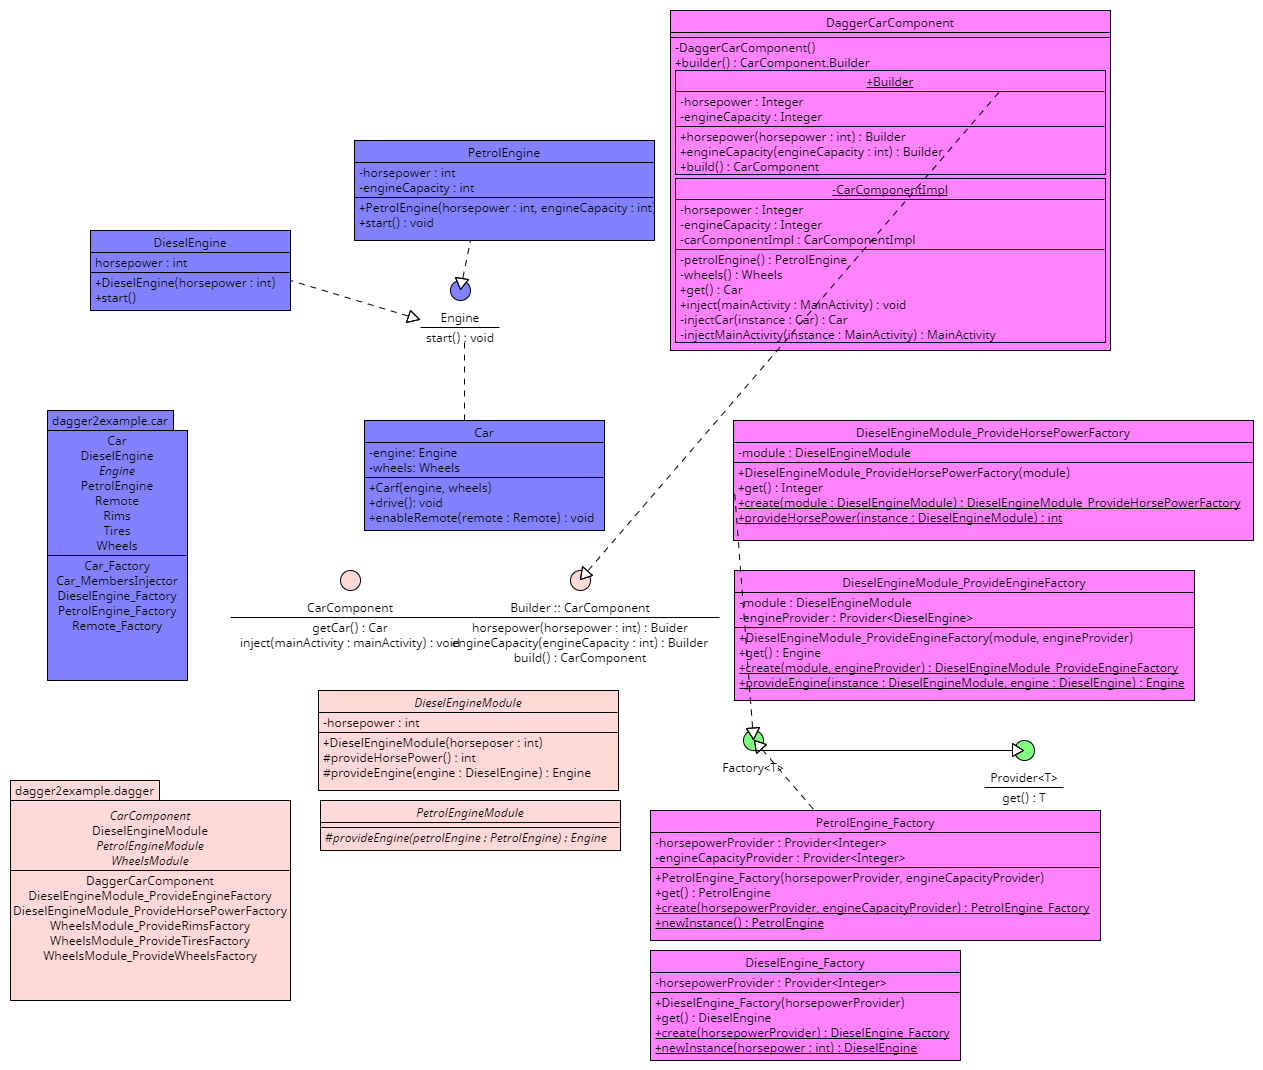 DaggerCarComponent
-DaggerCarComponent()
+builder() : CarComponent.Builder
+Builder
-horsepower : Integer
-engineCapacity : Integer
+horsepower(horsepower : int) : Builder
+engineCapacity(engineCapacity : int) : Builder
+build() : CarComponent
-CarComponentImpl
-horsepower : Integer
-engineCapacity : Integer
-carComponentImpl : CarComponentImpl
-petrolEngine() : PetrolEngine
-wheels() : Wheels
+get() : Car
+inject(mainActivity : MainActivity) : void
-injectCar(instance : Car) : Car
-injectMainActivity(instance : MainActivity) : MainActivity
PetrolEngine
-horsepower : int
-engineCapacity : int
+PetrolEngine(horsepower : int, engineCapacity : int)
+start() : void
DieselEngine
horsepower : int
+DieselEngine(horsepower : int)
+start()
Engine
start() : void
Car
-engine: Engine
-wheels: Wheels
+Carf(engine, wheels)
+drive(): void
+enableRemote(remote : Remote) : void
dagger2example.car
Car
DieselEngine
Engine
PetrolEngine
Remote
Rims
Tires
Wheels
Car_Factory
Car_MembersInjector
DieselEngine_Factory
PetrolEngine_Factory
Remote_Factory
DieselEngineModule_ProvideHorsePowerFactory
-module : DieselEngineModule
+DieselEngineModule_ProvideHorsePowerFactory(module)
+get() : Integer
+create(module : DieselEngineModule) : DieselEngineModule_ProvideHorsePowerFactory
+provideHorsePower(instance : DieselEngineModule) : int
CarComponent
getCar() : Car
inject(mainActivity : mainActivity) : void
Builder :: CarComponent
horsepower(horsepower : int) : Buider
engineCapacity(engineCapacity : int) : Builder
build() : CarComponent
DieselEngineModule_ProvideEngineFactory
-module : DieselEngineModule
-engineProvider : Provider<DieselEngine>
+DieselEngineModule_ProvideEngineFactory(module, engineProvider)
+get() : Engine
+create(module, engineProvider) : DieselEngineModule_ProvideEngineFactory
+provideEngine(instance : DieselEngineModule, engine : DieselEngine) : Engine
DieselEngineModule
-horsepower : int
+DieselEngineModule(horseposer : int)
#provideHorsePower() : int
#provideEngine(engine : DieselEngine) : Engine
PetrolEngineModule
#provideEngine(petrolEngine : PetrolEngine) : Engine
Factory<T>
Provider<T>
get() : T
dagger2example.dagger
CarComponent
DieselEngineModule
PetrolEngineModule
WheelsModule
DaggerCarComponent
DieselEngineModule_ProvideEngineFactory
DieselEngineModule_ProvideHorsePowerFactory
WheelsModule_ProvideRimsFactory
WheelsModule_ProvideTiresFactory
WheelsModule_ProvideWheelsFactory
PetrolEngine_Factory
-horsepowerProvider : Provider<Integer>
-engineCapacityProvider : Provider<Integer>
+PetrolEngine_Factory(horsepowerProvider, engineCapacityProvider)
+get() : PetrolEngine
+create(horsepowerProvider, engineCapacityProvider) : PetrolEngine_Factory
+newInstance() : PetrolEngine
DieselEngine_Factory
-horsepowerProvider : Provider<Integer>
+DieselEngine_Factory(horsepowerProvider)
+get() : DieselEngine
+create(horsepowerProvider) : DieselEngine_Factory
+newInstance(horsepower : int) : DieselEngine